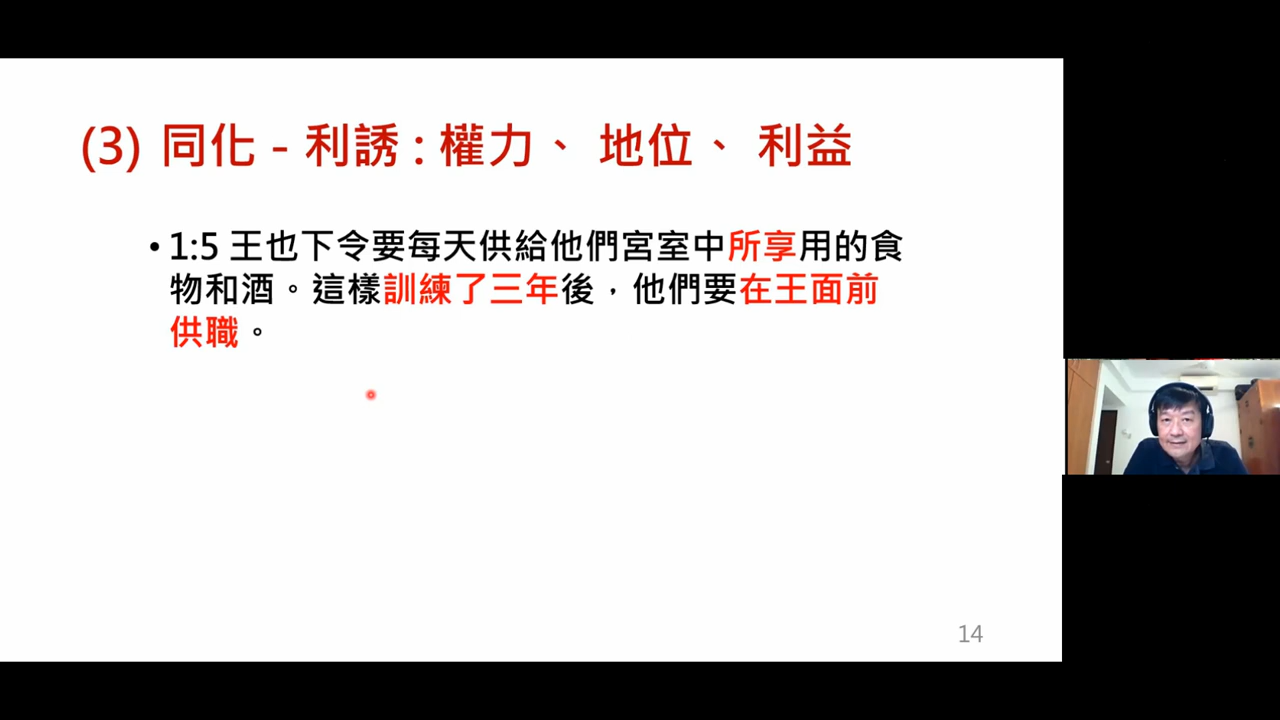 (3) 同化 - 利誘 : 權力、 地位、 利益
• 1:5 王也下令要每天供給他們宮室中所享用的食
物和酒。這樣訓練了三年後，他們要在王面前
供職。
14